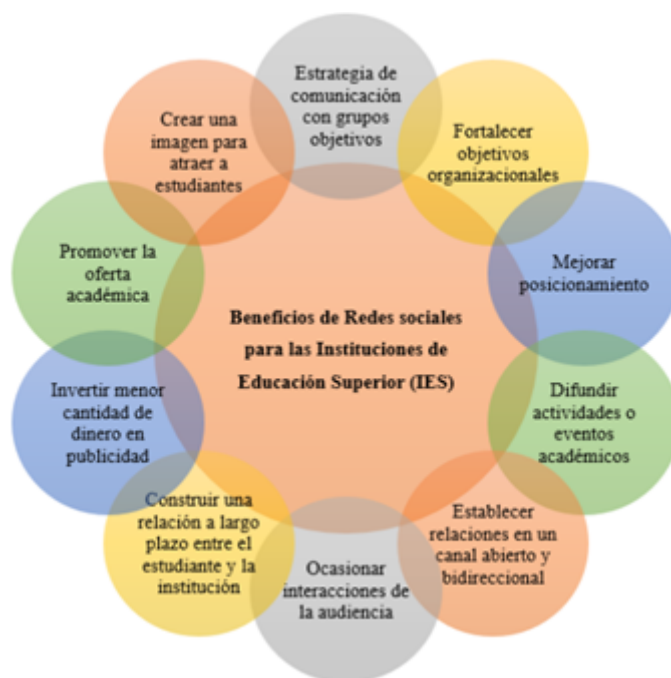 Estrategia de
comunicación
con grupos
objetivos
Fortalecer
objetivos
organizacionales
Mejorar
posicionamiento
Difundir
actividades o
eventos
académicos
Establecer
relaciones en un
canal abierto y
bidireccional
Ocasionar
interacciones de
la audiencia
Construir una
relación a largo
plazo entre el
estudiante y la
institución
Invertir menor
cantidad de
dinero en
publicidad
Promover la
oferta
académica
Crear una
imagen para
atraer a
estudiantes
Beneficios de Redes sociales
para las Instituciones de
Educación Superior (IES)